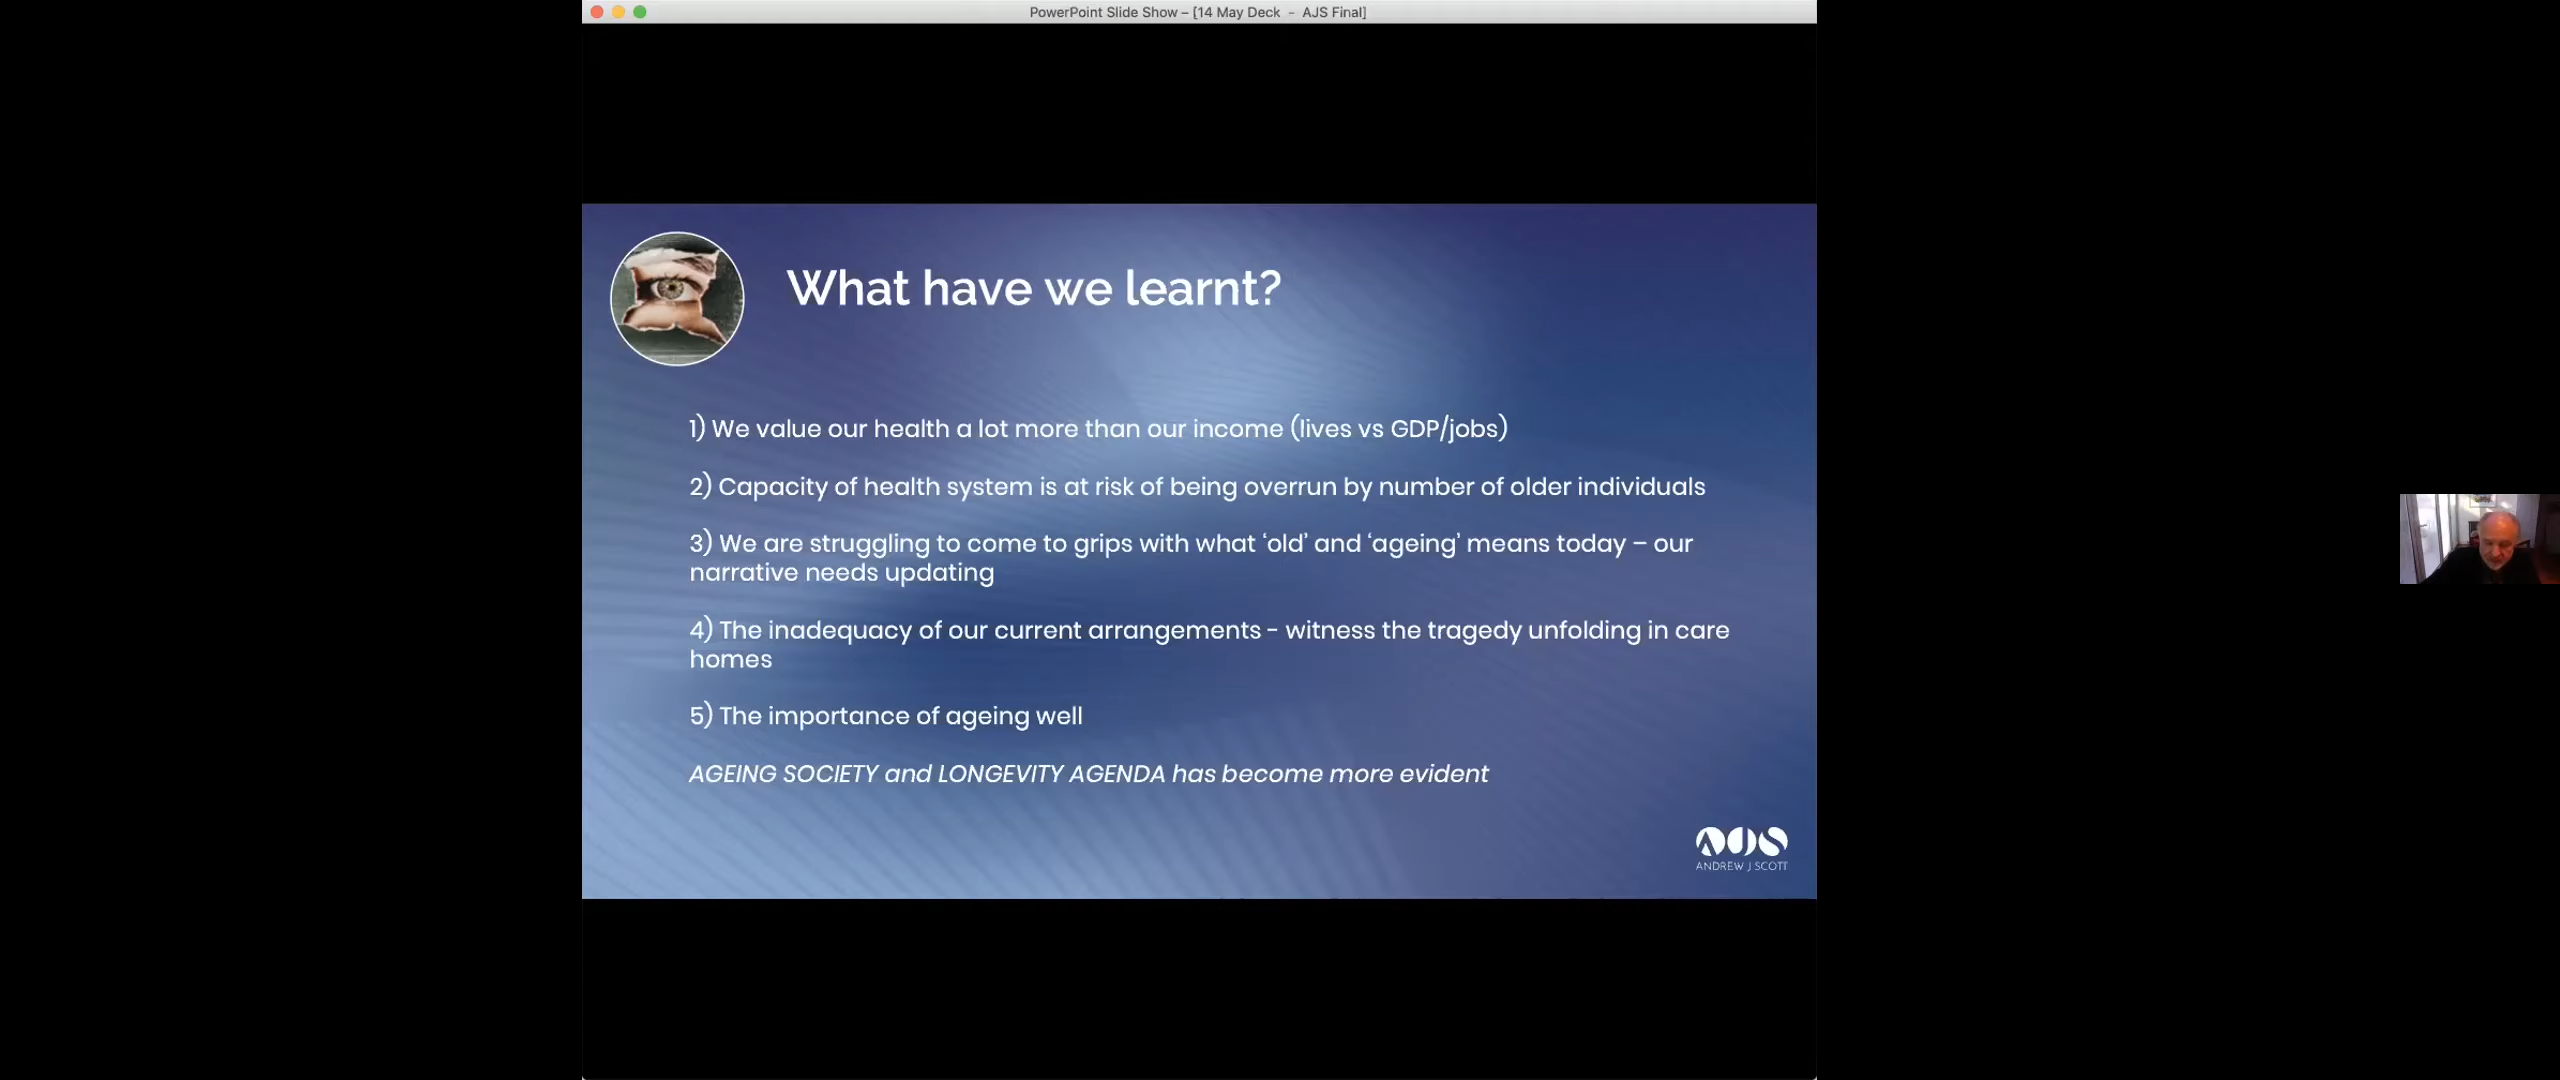 PowerPoint Slide Show – [14 May Deck  -  AJS Final]
What have we learnt?
1) We value our health a lot more than our income (lives vs GDP/jobs)
2) Capacity of health system is at risk of being overrun by number of older individuals
3) We are struggling to come to grips with what ‘old’ and ‘ageing’ means today – our
narrative needs updating
4) The inadequacy of our current arrangements - witness the tragedy unfolding in care
homes
5) The importance of ageing well
AGEING SOCIETY and LONGEVITY AGENDA has become more evident
AJS
ANDREW J SCOTT